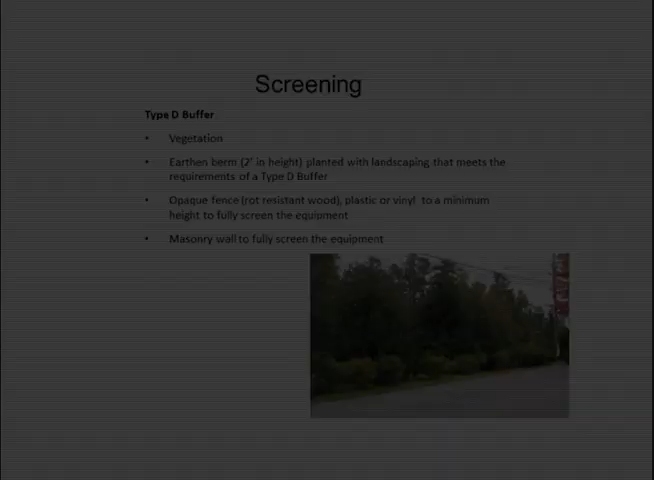 Screening
Type D Buffer
• Vegetation
• Earthen berm (2' in height) planted with landscaping that meets the
requirements of a Type D Buffer
• Opaque fence (rot resistant wood), plastic or vinyl to a minimum
height to fully screen the equipment
• Masonry wall to fully screen the equipment